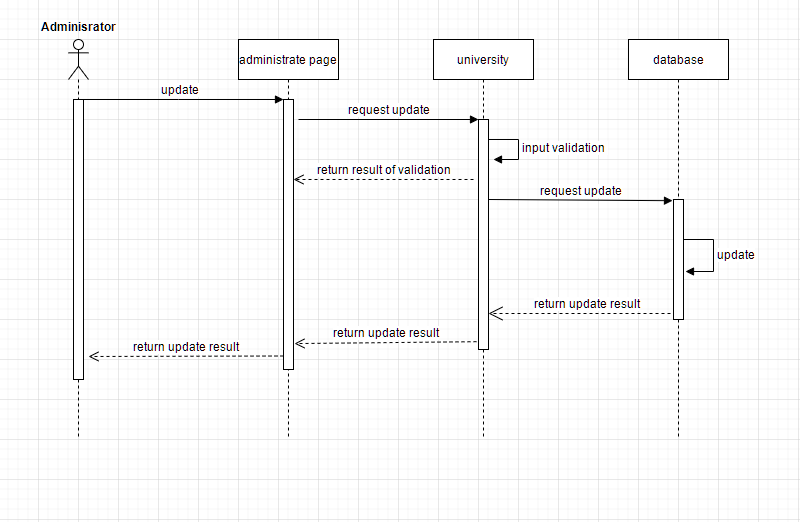 Adminisrator
administrate page
university
database
update
request update
input validation
return result of validation
request update
update
return update result
return update result
return update result